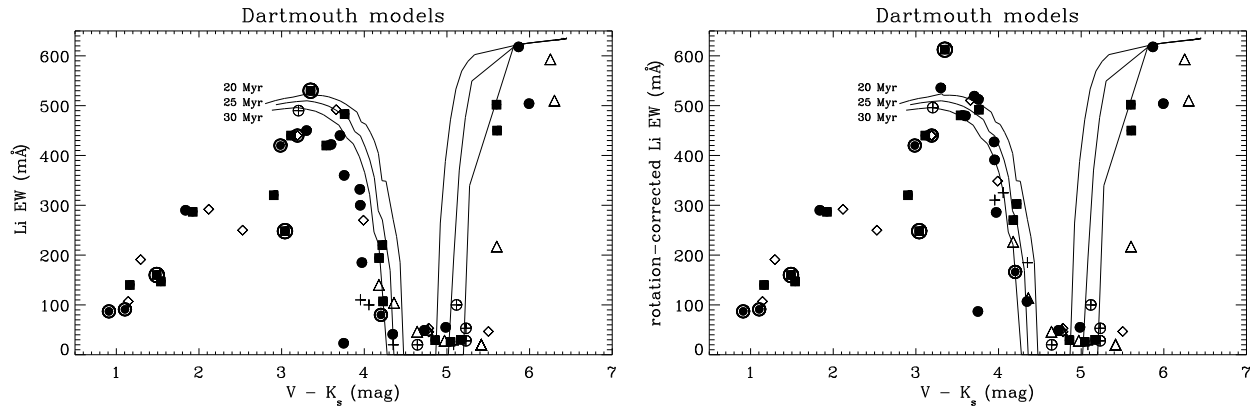 Dartmouth models
Li EW (mÅ)
600
500
400
300
200
100
0
20 Myr
25 Myr
30 Myr
1 2 3 4 5 6 7
V − Ks (mag)
Dartmouth models
rotation-corrected Li EW (mÅ)
600
500
400
300
200
100
0
20 Myr
25 Myr
30 Myr
1 2 3 4 5 6 7
V − Ks (mag)